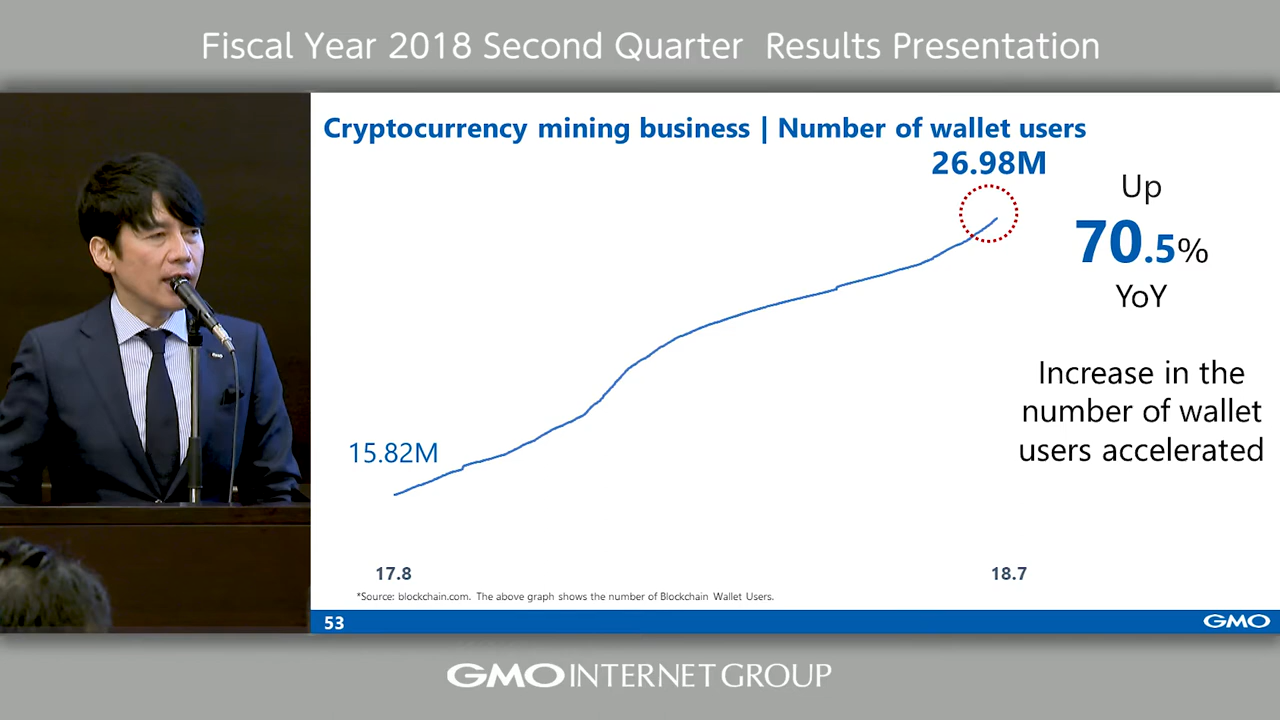 Fiscal Year 2018 Second Quarter Results Presentation
Cryptocurrency mining business | Number of wallet users
26.98M
Up
70.5%
YoY
Increase in the
number of wallet
users accelerated
15.82M
17.8
18.7
*Source: blockchain.com. The above graph shows the number of Blockchain Wallet Users.
53
GMO
GMO INTERNET GROUP